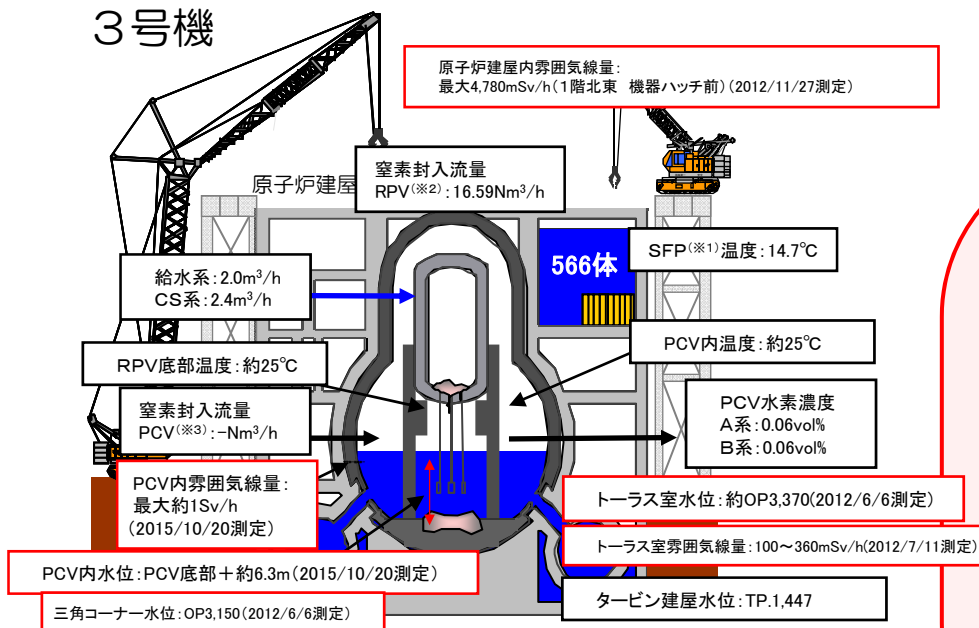 ３号機
原子炉建屋内雰囲気線量：
最大4,780mSv/h（１階北東　機器ハッチ前）（2012/11/27測定）
窒素封入流量
RPV(※2)：16.59Nm³/h
原子炉建屋
566体
SFP(※1)温度：14.7℃
給水系：2.0m³/h
ＣＳ系：2.4m³/h
RPV底部温度：約25℃
PCV内温度：約25℃
窒素封入流量
PCV(※3)：-Nm³/h
PCV水素濃度
A系：0.06vol%
B系：0.06vol%
PCV内雰囲気線量：
最大約1Sv/h
（2015/10/20測定）
トーラス室水位：約OP3,370(2012/6/6測定）
トーラス室雰囲気線量：100～360mSv/h(2012/7/11測定）
PCV内水位：PCV底部＋約6.3m（2015/10/20測定）
タービン建屋水位：TP.1,447
三角コーナー水位：OP3,150（2012/6/6測定）